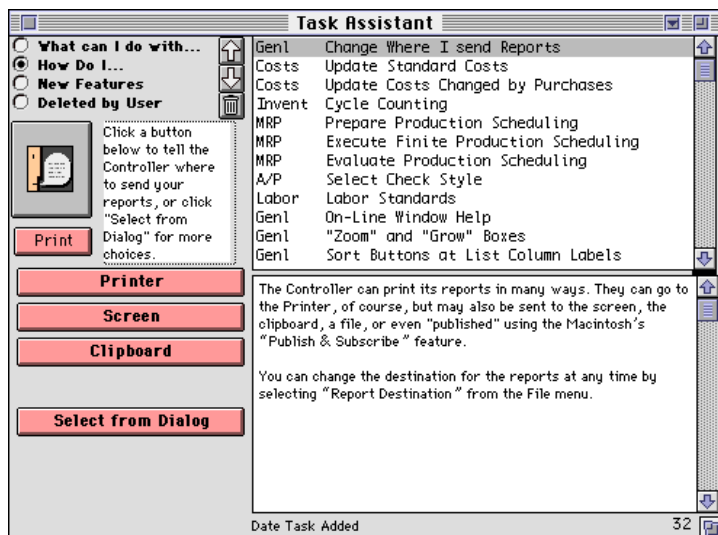 Task Assistant
What can I do with...
How Do I...
New Features
Deleted by User
Click a button
below to tell the
Controller where
to send your
reports, or click
"Select from
Dialog" for more
choices.
Print
Printer
Screen
Clipboard
Select from Dialog
Genl Change Where I send Reports
Costs Update Standard Costs
Costs Update Costs Changed by Purchases
Invent Cycle Counting
MRP Prepare Production Scheduling
MRP Execute Finite Production Scheduling
MRP Evaluate Production Scheduling
A/P Select Check Style
Labor Labor Standards
Genl On-Line Window Help
Genl "Zoom" and "Grow" Boxes
Genl Sort Buttons at List Column Labels
The Controller can print its reports in many ways. They can go to
the Printer, of course, but may also be sent to the screen, the
clipboard, a file, or even "published" using the Macintosh's
"Publish & Subscribe" feature.
You can change the destination for the reports at any time by
selecting "Report Destination" from the File menu.
Date Task Added 32